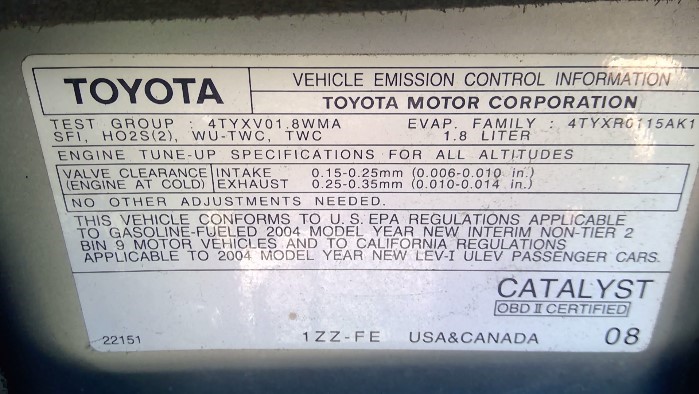 TOYOTA
VEHICLE EMISSION CONTROL INFORMATION
TOYOTA MOTOR CORPORATION
TEST GROUP : 4TYXV01.8WMA EVAP. FAMILY : 4TYXR0115AK1
SFI, HO2S(2), WU-TWC, TWC 1.8 LITER
ENGINE TUNE-UP SPECIFICATIONS FOR ALL ALTITUDES
VALVE CLEARANCE INTAKE 0.15-0.25mm (0.006-0.010 in.)
(ENGINE AT COLD) EXHAUST 0.25-0.35mm (0.010-0.014 in.)
NO OTHER ADJUSTMENTS NEEDED.
THIS VEHICLE CONFORMS TO U.S.EPA REGULATIONS APPLICABLE
TO GASOLINE-FUELED 2004 MODEL YEAR NEW INTERIM NON-TIER 2
BIN 9 MOTOR VEHICLES AND TO CALIFORNIA REGULATIONS
APPLICABLE TO 2004 MODEL YEAR NEW LEV-I ULEV PASSENGER CARS.
CATALYST
OBD II CERTIFIED
22151 1ZZ-FE USA&CANADA 08